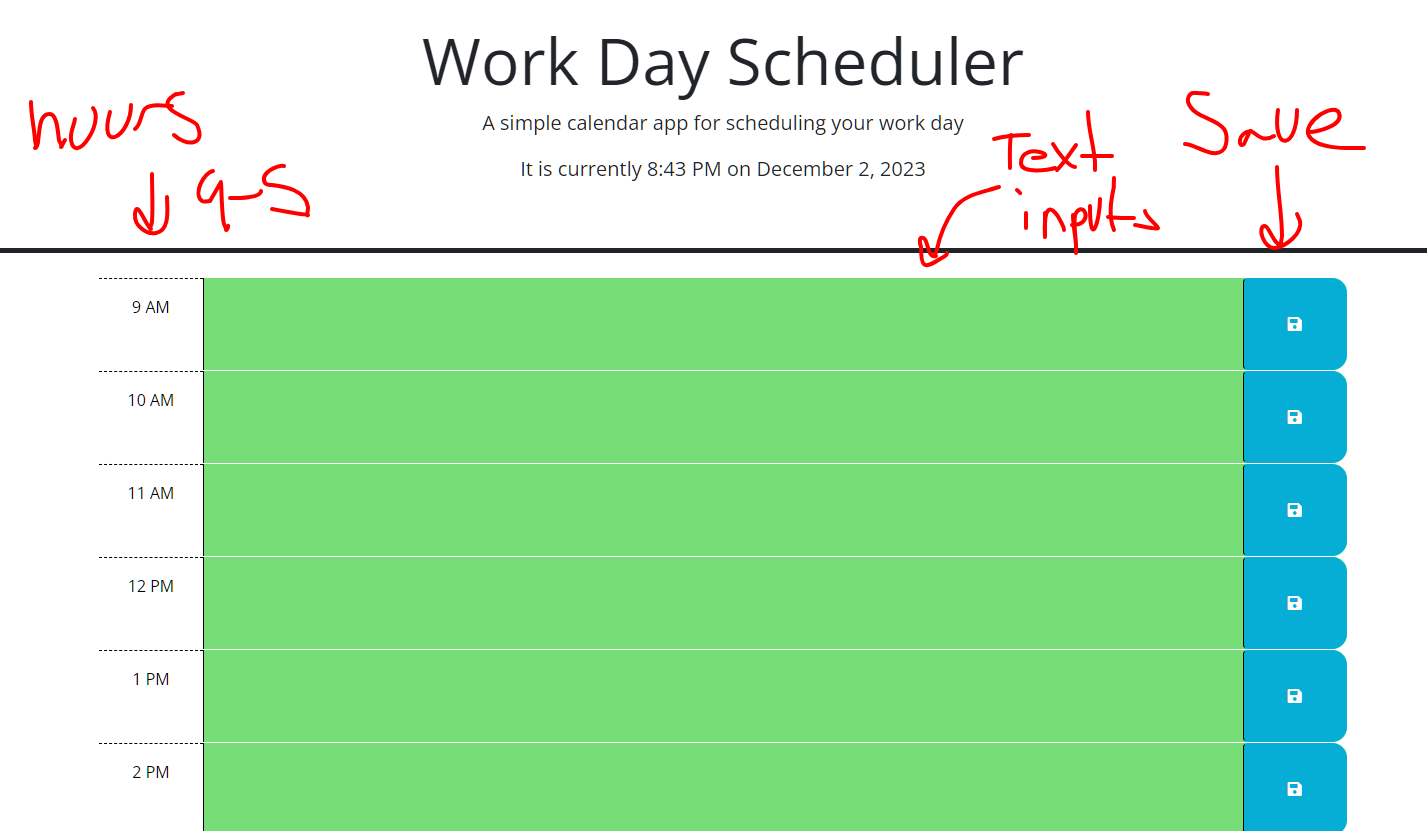 Work Day Scheduler
A simple calendar app for scheduling your work day
It is currently 8:43 PM on December 2, 2023
hours
9-5
Text
inputs
Save
9 AM
10 AM
11 AM
12 PM
1 PM
2 PM